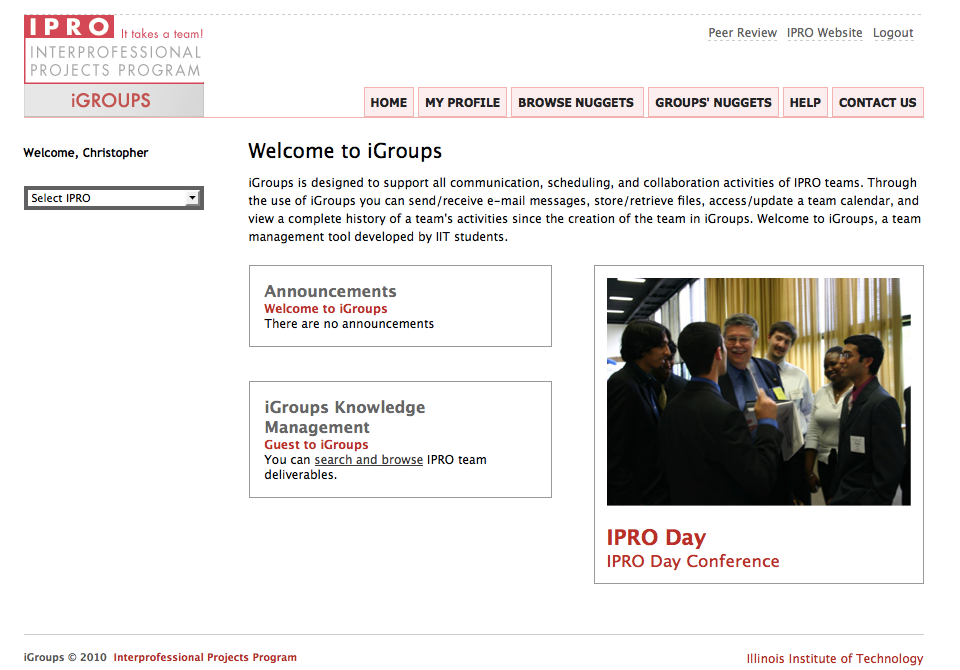 IPRO It takes a team!
INTERPROFESSIONAL
PROJECTS PROGRAM
iGROUPS
Peer Review IPRO Website Logout
HOME MY PROFILE BROWSE NUGGETS GROUPS' NUGGETS HELP CONTACT US
Welcome, Christopher
Select IPRO
Welcome to iGroups
iGroups is designed to support all communication, scheduling, and collaboration activities of IPRO teams. Through
the use of iGroups you can send/receive e-mail messages, store/retrieve files, access/update a team calendar, and
view a complete history of a team's activities since the creation of the team in iGroups. Welcome to iGroups, a team
management tool developed by IIT students.
Announcements
Welcome to iGroups
There are no announcements
iGroups Knowledge
Management
Guest to iGroups
You can search and browse IPRO team
deliverables.
IPRO Day
IPRO Day Conference
iGroups © 2010 Interprofessional Projects Program
Illinois Institute of Technology